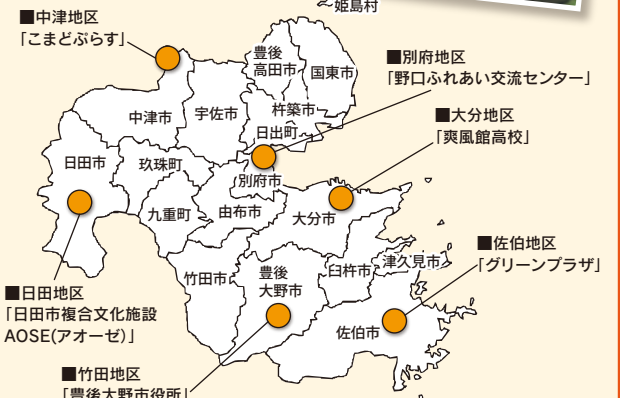 姫島村
■中津地区
「こまどぷらす」
■別府地区
「野口ふれあい交流センター」
■大分地区
「爽風館高校」
豊後
高田市
国東市
中津市
宇佐市
杵築市
日出町
日田市
玖珠町
別府市
九重町
由布市
大分市
■佐伯地区
「グリーンプラザ」
竹田市
豊後
大野市
臼杵市
津久見市
佐伯市
■日田地区
「日田市複合文化施設
AOSE(アオーゼ)」
■竹田地区
「豊後大野市役所」